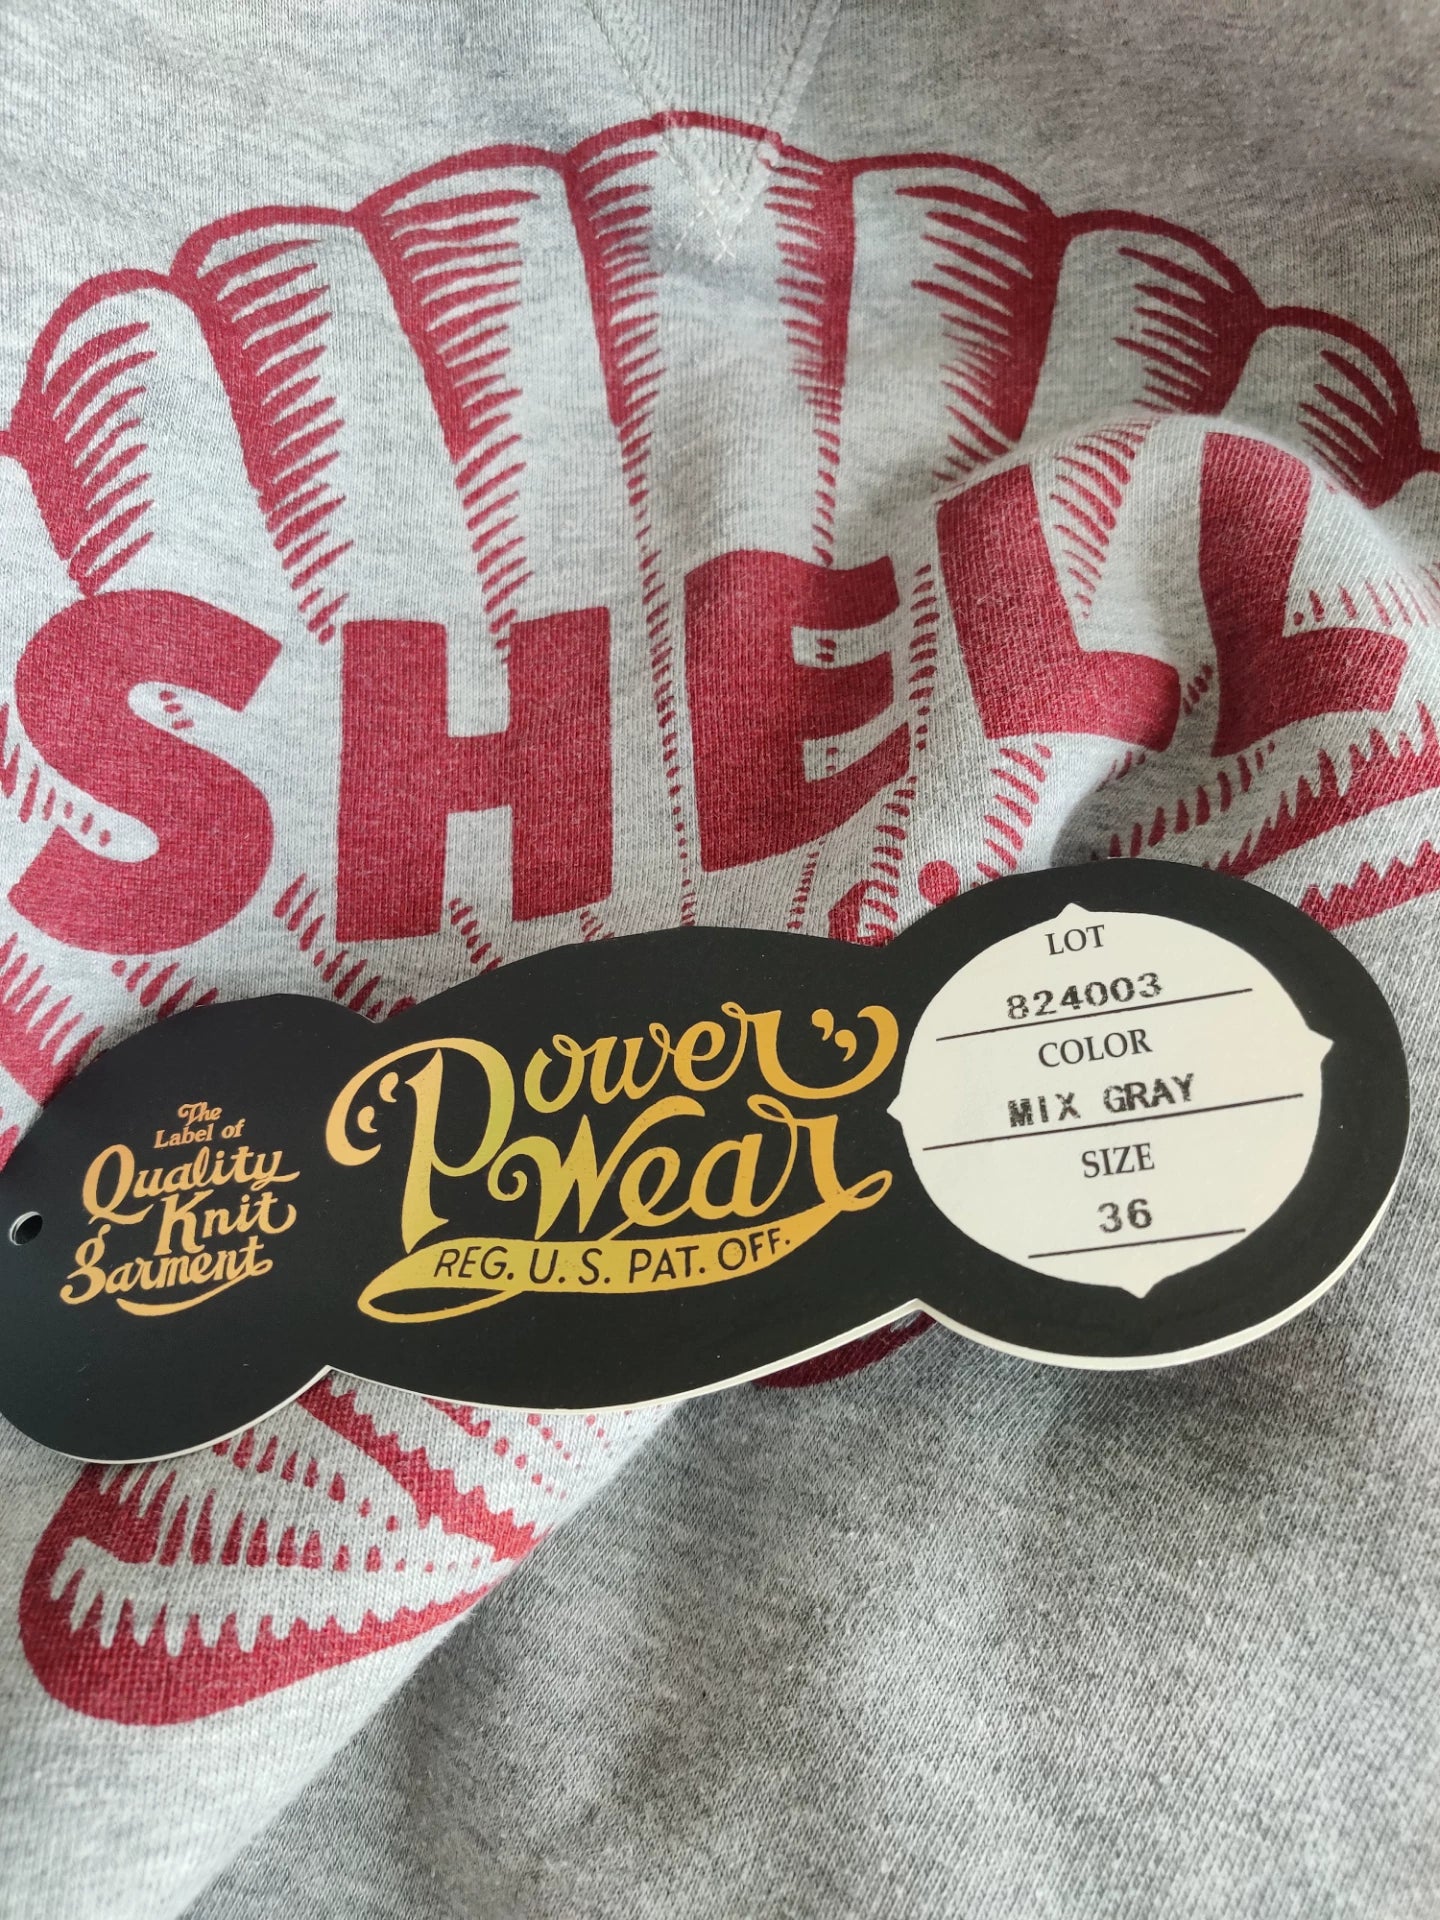 SHELL
The
Label of
Quality
Knit
Garment
"Power
Wear"
REG. U.S. PAT. OFF.
LOT
824003
COLOR
MIX GRAY
SIZE
36